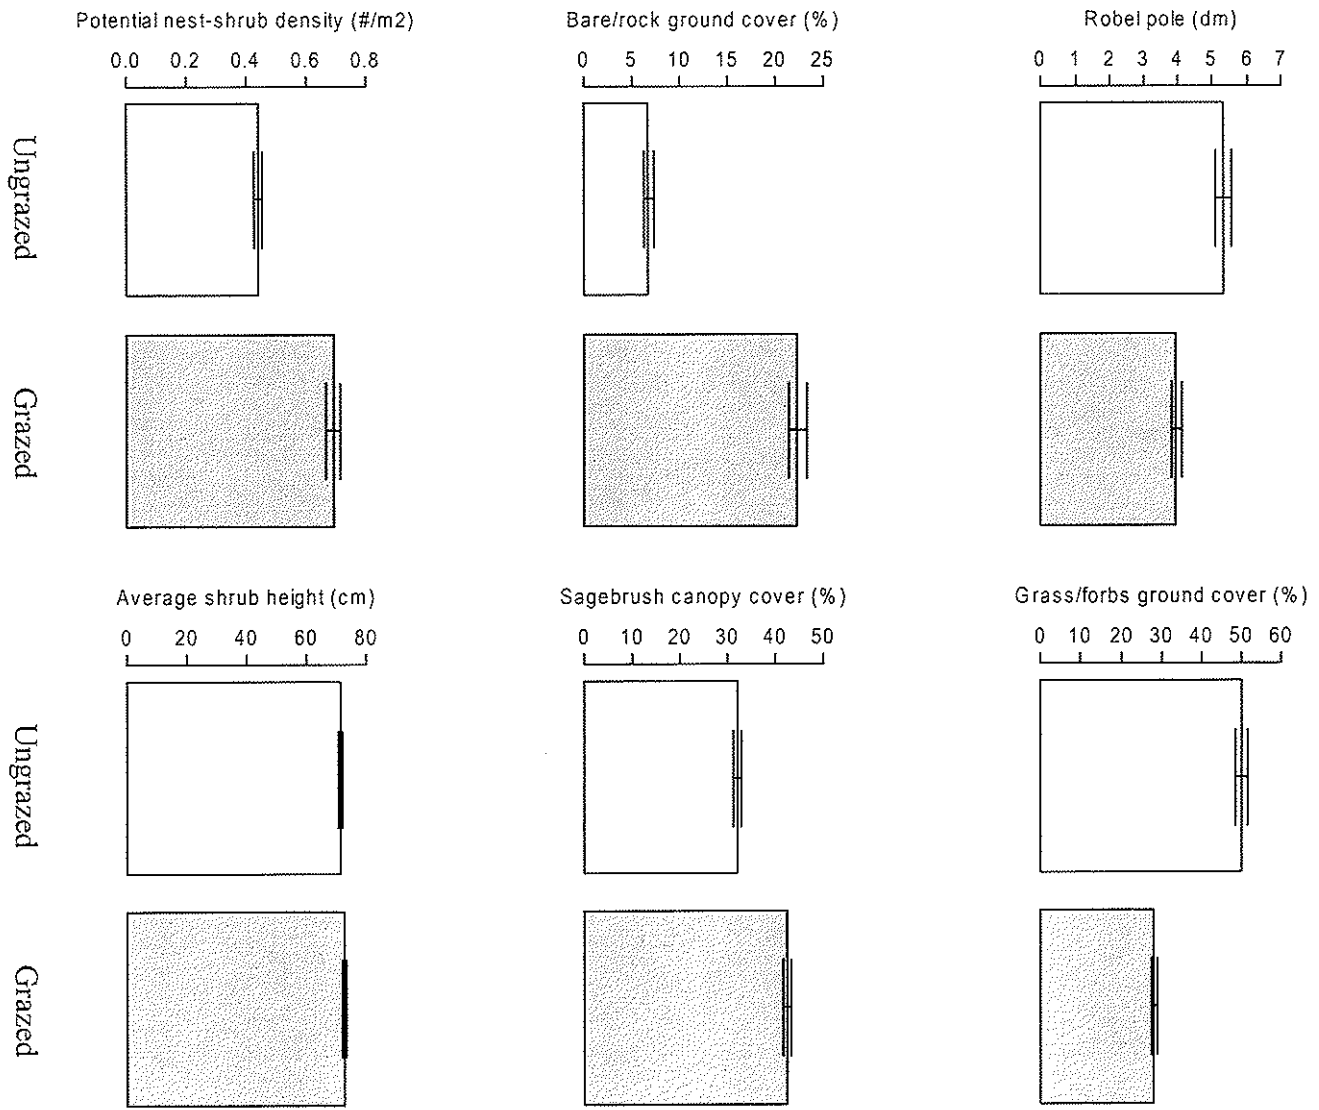 Potential nest-shrub density (#/m2)
0.0 0.2 0.4 0.6 0.8
Bare/rock ground cover (%)
0 5 10 15 20 25
Robel pole (dm)
0 1 2 3 4 5 6 7
Ungrazed
Grazed
Average shrub height (cm)
0 20 40 60 80
Sagebrush canopy cover (%)
0 10 20 30 40 50
Grass/forbs ground cover (%)
0 10 20 30 40 50 60
Ungrazed
Grazed